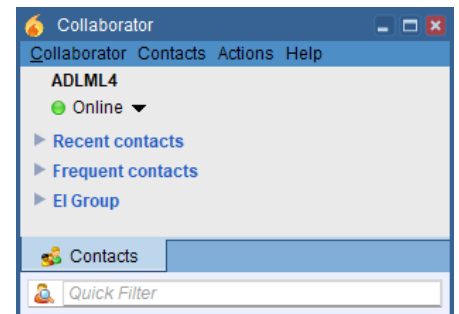 Collaborator
Collaborator Contacts Actions Help
ADLML4
Online
Recent contacts
Frequent contacts
EI Group
Contacts
Quick Filter